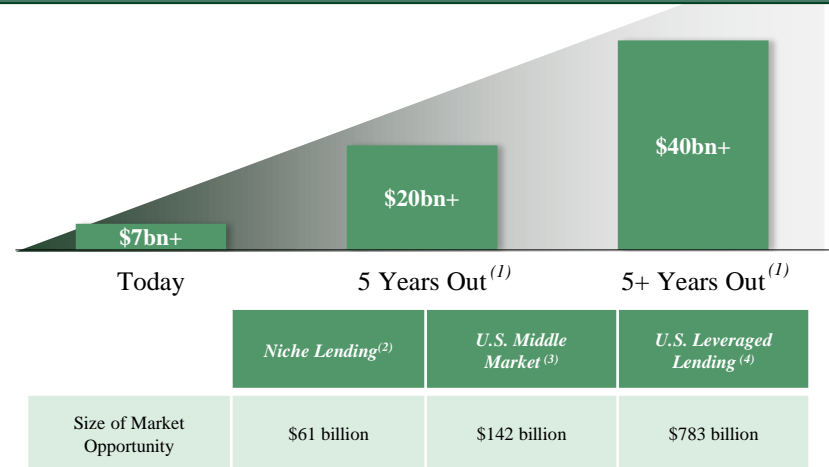 $40bn+
$20bn+
$7bn+
Today
5 Years Out(1)
5+ Years Out(1)
Niche Lending(2)
U.S. Middle
Market (3)
U.S. Leveraged
Lending (4)
Size of Market
Opportunity
$61 billion
$142 billion
$783 billion